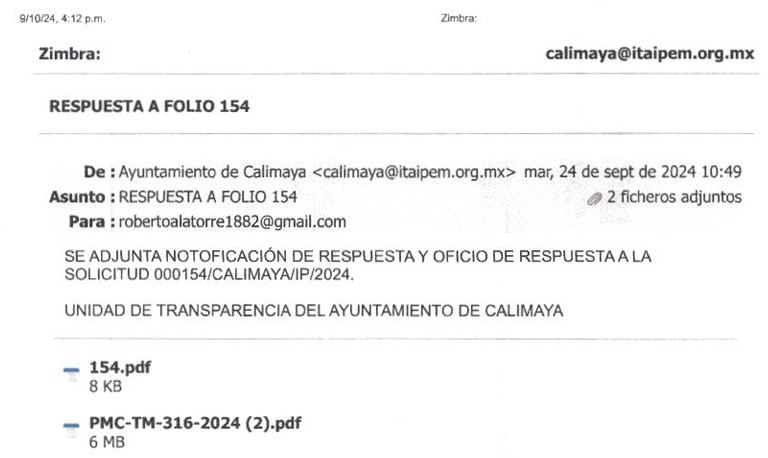 9/10/24, 4:12 p.m.
Zimbra:
Zimbra:
calimaya@itaipem.org.mx
RESPUESTA A FOLIO 154
De : Ayuntamiento de Calimaya <calimaya@itaipem.org.mx>
mar, 24 de sept de 2024 10:49
Asunto : RESPUESTA A FOLIO 154
2 ficheros adjuntos
Para : robertoalatorre1882@gmail.com
SE ADJUNTA NOTOFICACIÓN DE RESPUESTA Y OFICIO DE RESPUESTA A LA
SOLICITUD 000154/CALIMAYA/IP/2024.
UNIDAD DE TRANSPARENCIA DEL AYUNTAMIENTO DE CALIMAYA
154.pdf
8 KB
PMC-TM-316-2024 (2).pdf
6 MB